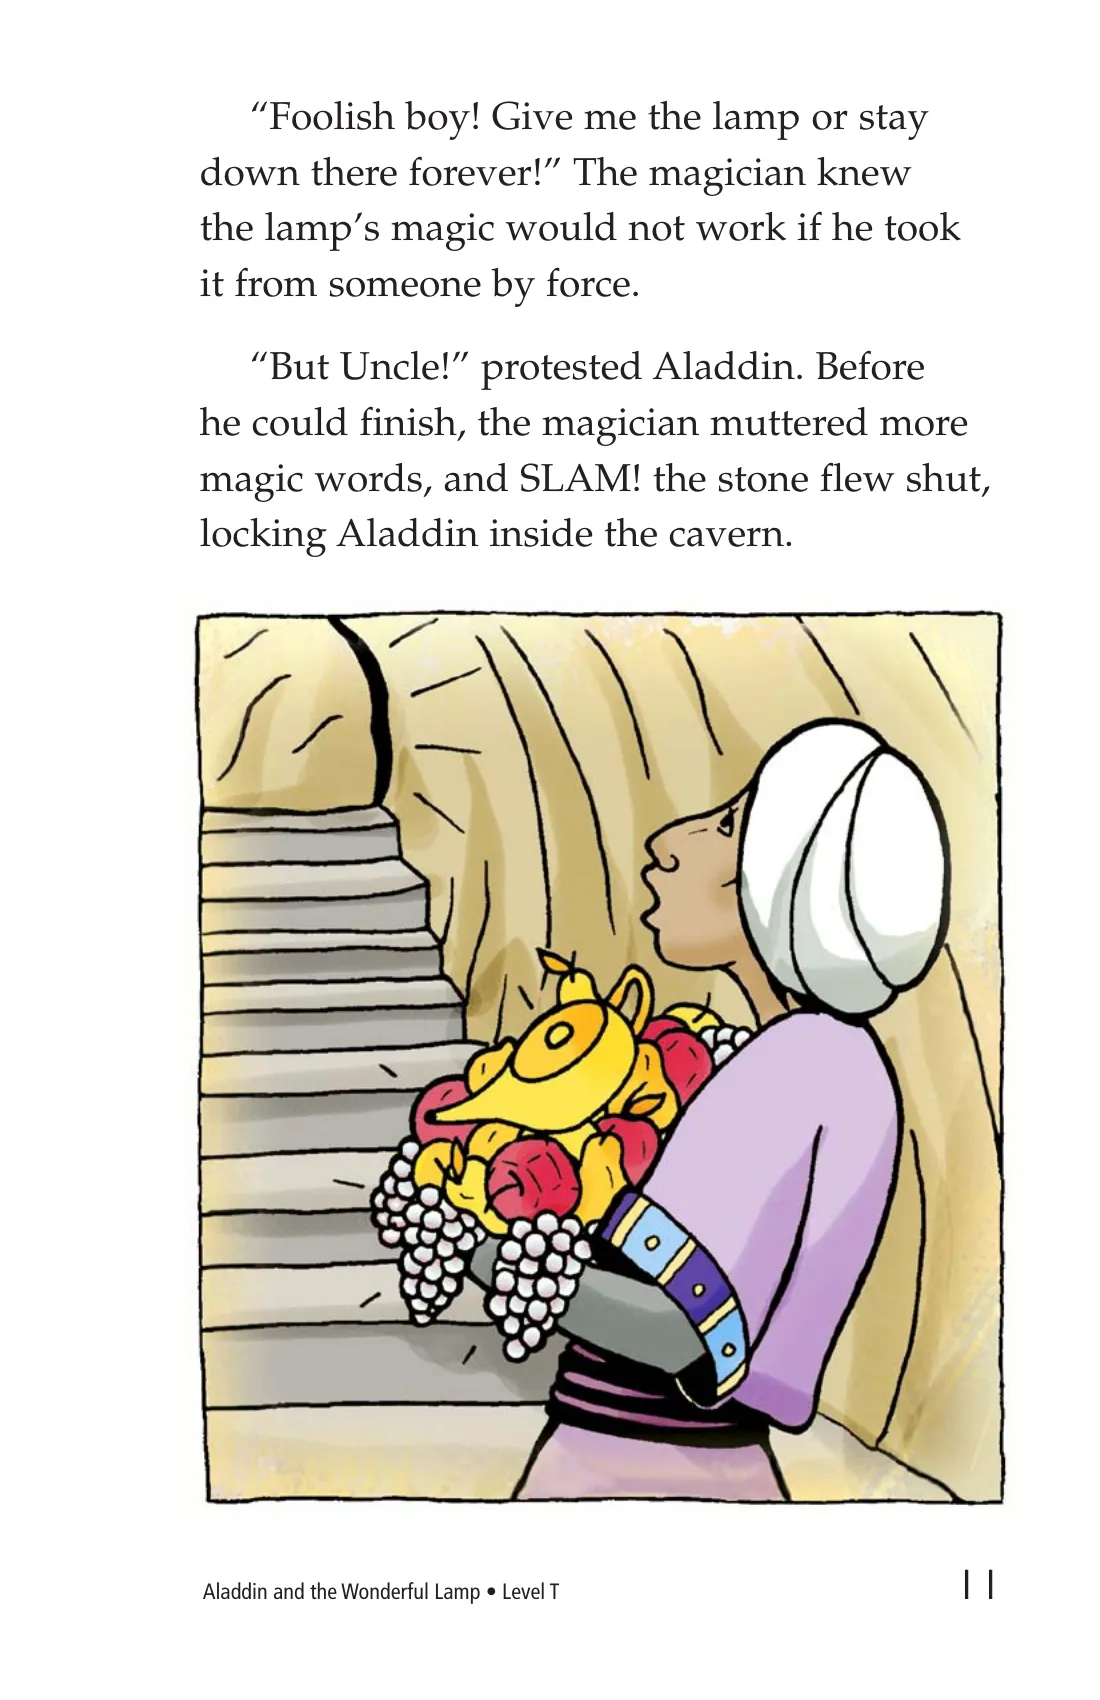 “Foolish boy! Give me the lamp or stay
down there forever!” The magician knew
the lamp’s magic would not work if he took
it from someone by force.
“But Uncle!” protested Aladdin. Before
he could finish, the magician muttered more
magic words, and SLAM! the stone flew shut,
locking Aladdin inside the cavern.
Aladdin and the Wonderful Lamp • Level T
11